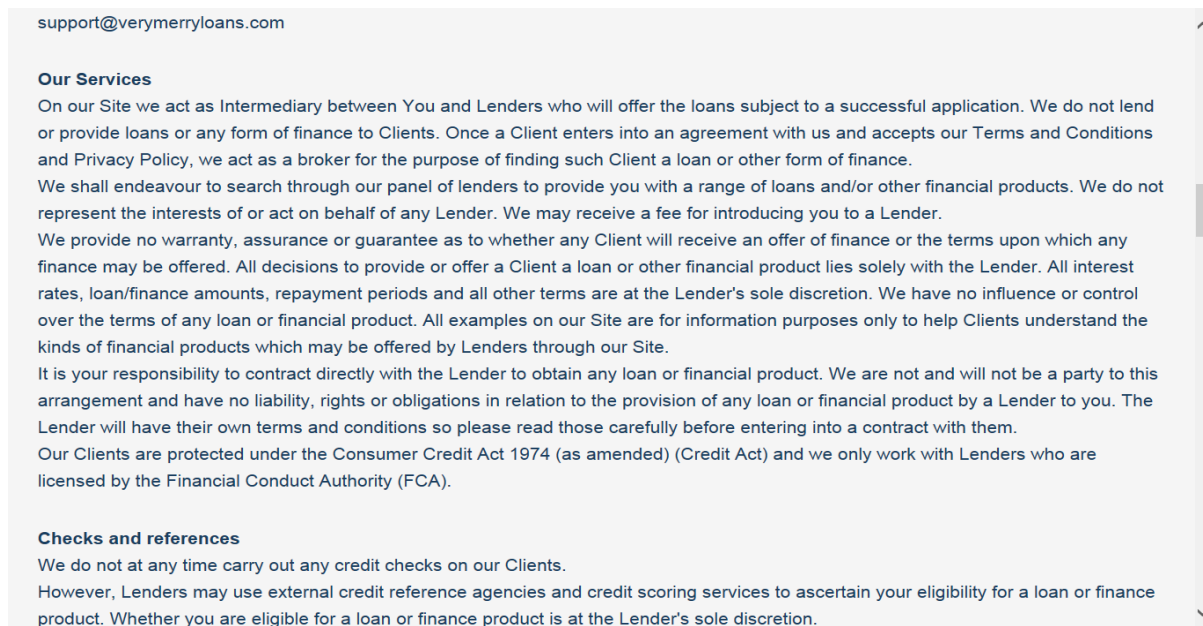 support@verymerryloans.com
Our Services
On our Site we act as Intermediary between You and Lenders who will offer the loans subject to a successful application. We do not lend
or provide loans or any form of finance to Clients. Once a Client enters into an agreement with us and accepts our Terms and Conditions
and Privacy Policy, we act as a broker for the purpose of finding such Client a loan or other form of finance.
We shall endeavour to search through our panel of lenders to provide you with a range of loans and/or other financial products. We do not
represent the interests of or act on behalf of any Lender. We may receive a fee for introducing you to a Lender.
We provide no warranty, assurance or guarantee as to whether any Client will receive an offer of finance or the terms upon which any
finance may be offered. All decisions to provide or offer a Client a loan or other financial product lies solely with the Lender. All interest
rates, loan/finance amounts, repayment periods and all other terms are at the Lender's sole discretion. We have no influence or control
over the terms of any loan or financial product. All examples on our Site are for information purposes only to help Clients understand the
kinds of financial products which may be offered by Lenders through our Site.
It is your responsibility to contract directly with the Lender to obtain any loan or financial product. We are not and will not be a party to this
arrangement and have no liability, rights or obligations in relation to the provision of any loan or financial product by a Lender to you. The
Lender will have their own terms and conditions so please read those carefully before entering into a contract with them.
Our Clients are protected under the Consumer Credit Act 1974 (as amended) (Credit Act) and we only work with Lenders who are
licensed by the Financial Conduct Authority (FCA).
Checks and references
We do not at any time carry out any credit checks on our Clients.
However, Lenders may use external credit reference agencies and credit scoring services to ascertain your eligibility for a loan or finance
product. Whether you are eligible for a loan or finance product is at the Lender's sole discretion.